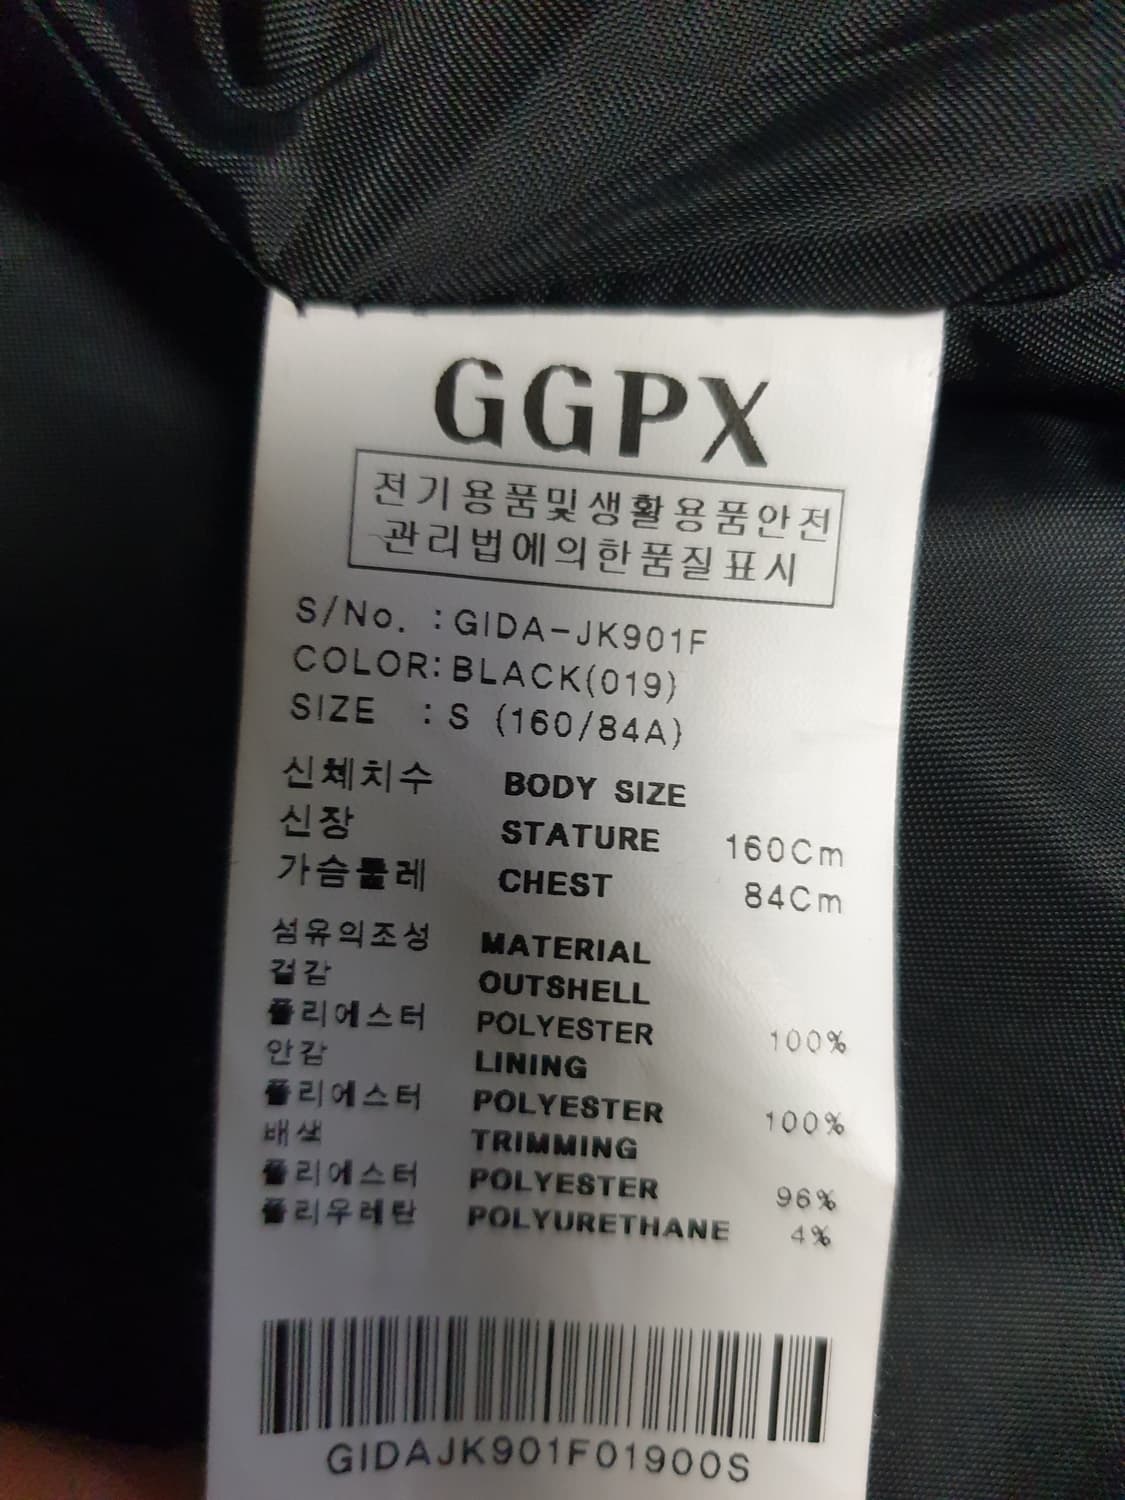 GGPX
전기용품및생활용품안전
관리법에의한품질표시
S/No. :GIDA-JK901F
COLOR:BLACK(019)
SIZE :S (160/84A)
신체치수 BODY SIZE
신장 STATURE 160Cm
가슴둘레 CHEST 84Cm
섬유의조성 MATERIAL
겉감 OUTSHELL
폴리에스터 POLYESTER 100%
안감 LINING
폴리에스터 POLYESTER 100%
배색 TRIMMING
폴리에스터 POLYESTER 96%
폴리우레탄 POLYURETHANE 4%
GIDAJK901F01900S